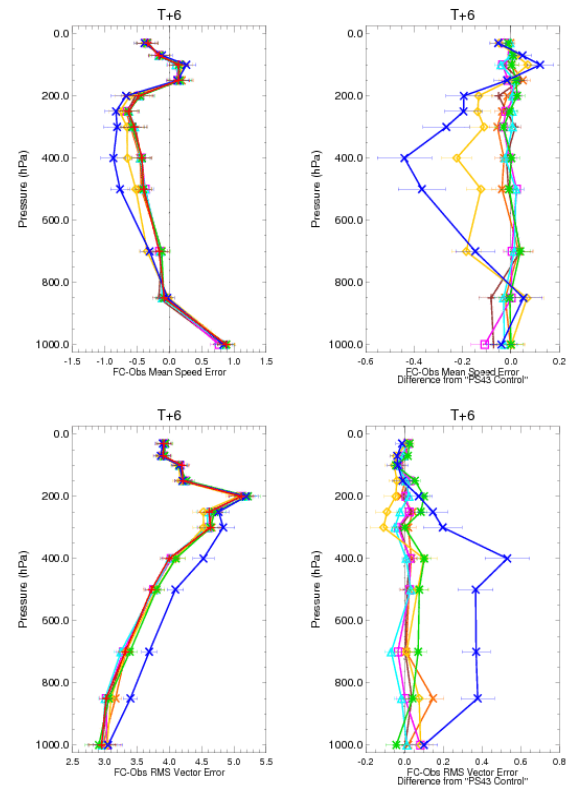 T+6
0.0
200.0
400.0
600.0
800.0
1000.0
Pressure (hPa)
-1.5 -1.0 -0.5 0.0 0.5 1.0 1.5
FC-Obs Mean Speed Error
T+6
0.0
200.0
400.0
600.0
800.0
1000.0
Pressure (hPa)
-0.6 -0.4 -0.2 0.0 0.2
FC-Obs Mean Speed Error
Difference from "PS43 Control"
T+6
0.0
200.0
400.0
600.0
800.0
1000.0
Pressure (hPa)
2.5 3.0 3.5 4.0 4.5 5.0 5.5
FC-Obs RMS Vector Error
T+6
0.0
200.0
400.0
600.0
800.0
1000.0
Pressure (hPa)
-0.2 0.0 0.2 0.4 0.6 0.8
FC-Obs RMS Vector Error
Difference from "PS43 Control"